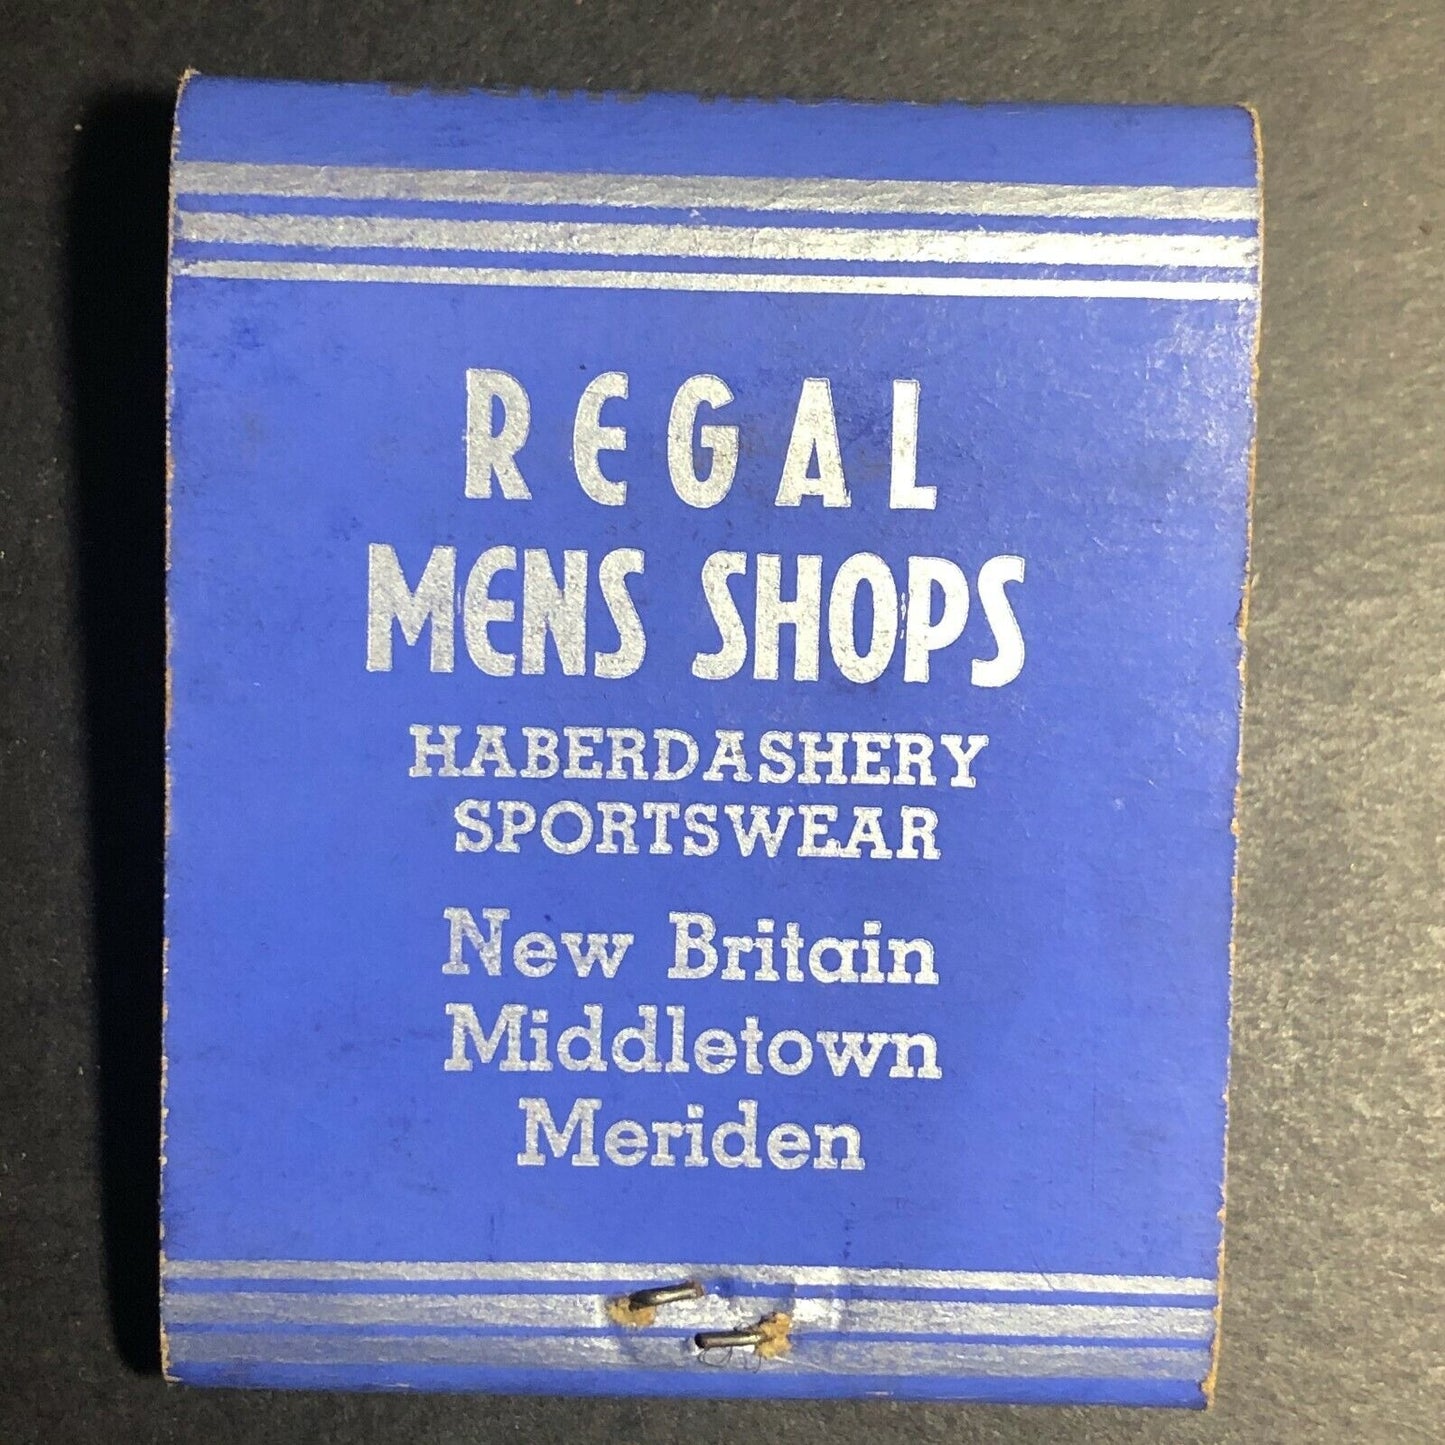 REGAL
MENS SHOPS
HABERDASHERY
SPORTSWEAR
New Britain
Middletown
Meriden